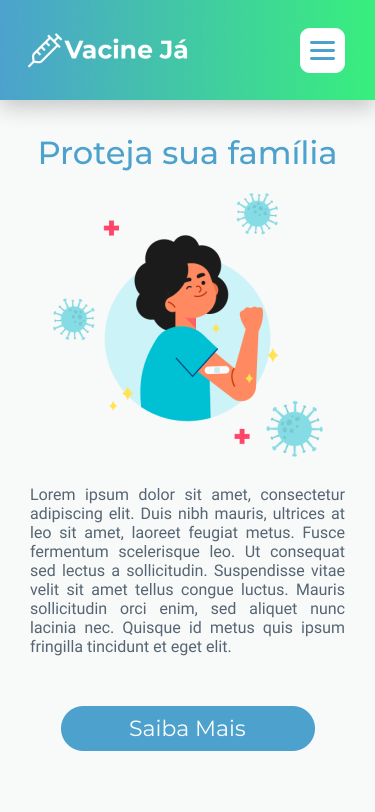 Vacine Já
Proteja sua família
Lorem ipsum dolor sit amet, consectetur
adipiscing elit. Duis nibh mauris, ultrices at
leo sit amet, laoreet feugiat metus. Fusce
fermentum scelerisque leo. Ut consequat
sed lectus a sollicitudin. Suspendisse vitae
velit sit amet tellus congue luctus. Mauris
sollicitudin orci enim, sed aliquet nunc
lacinia nec. Quisque id metus quis ipsum
fringilla tincidunt et eget elit.
Saiba Mais